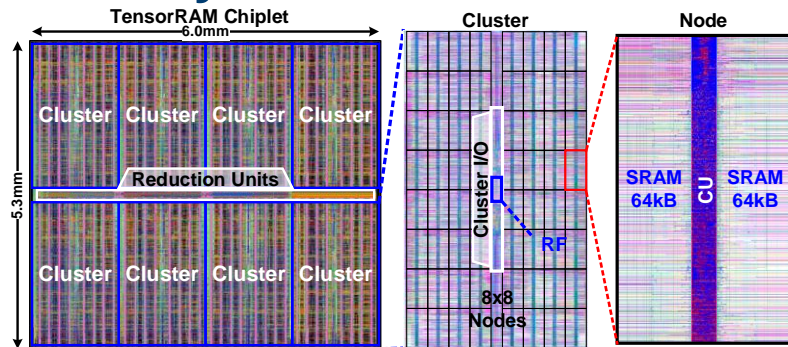 TensorRAM Chiplet
6.0mm
5.3mm
Cluster Cluster Cluster Cluster
Reduction Units
Cluster Cluster Cluster Cluster
Cluster
Cluster I/O
RF
8x8
Nodes
Node
SRAM
64kB
CU
SRAM
64kB